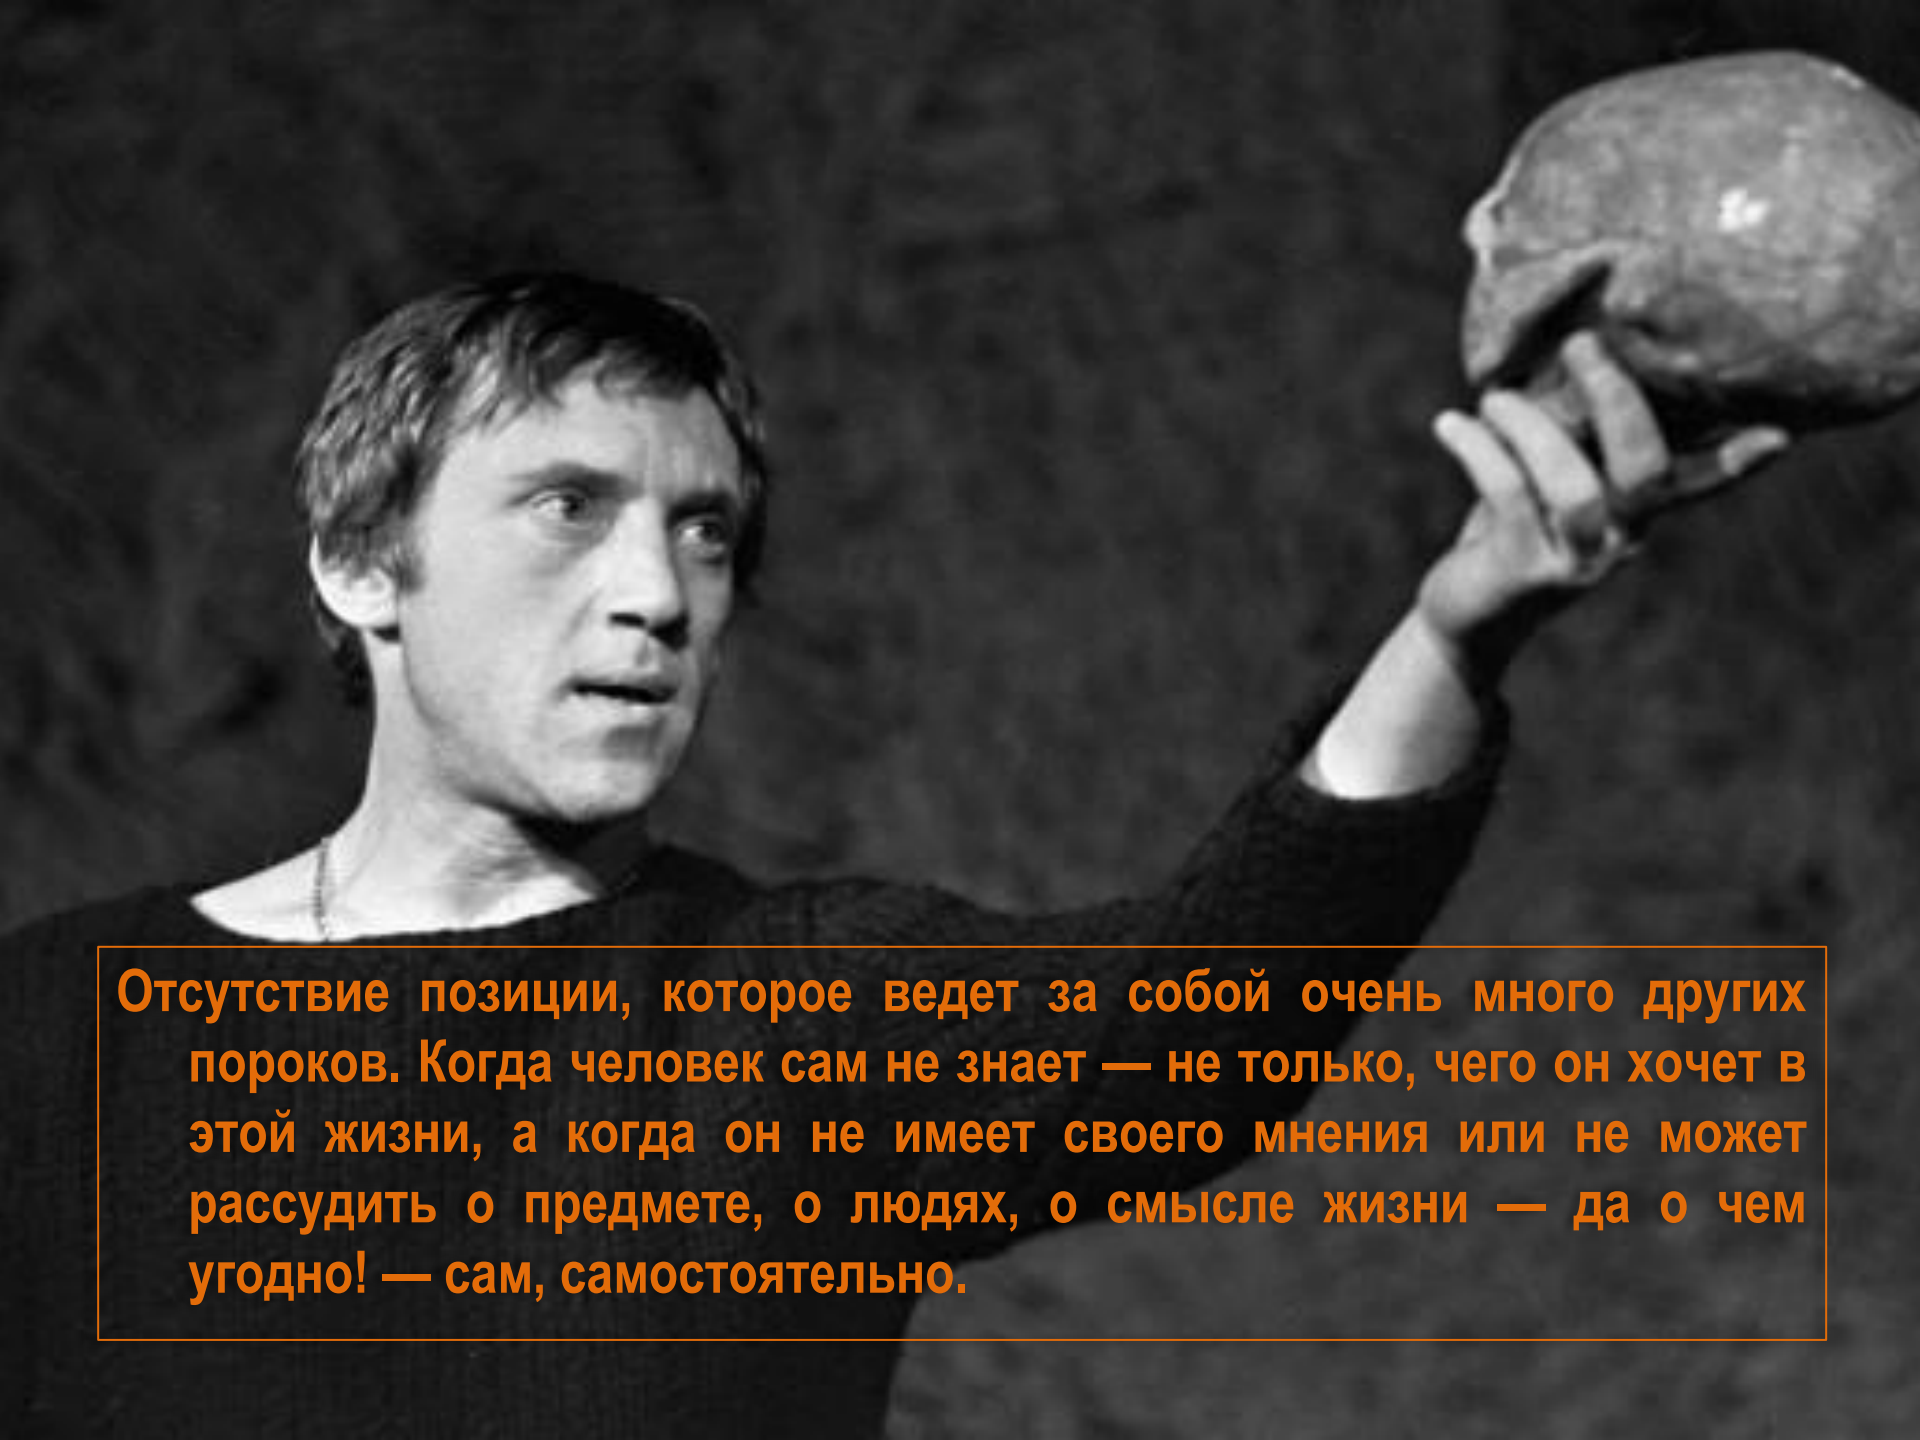 Отсутствие позиции, которое ведет за собой очень много других
пороков. Когда человек сам не знает — не только, чего он хочет в
этой жизни, а когда он не имеет своего мнения или не может
рассудить о предмете, о людях, о смысле жизни — да о чем
угодно! — сам, самостоятельно.